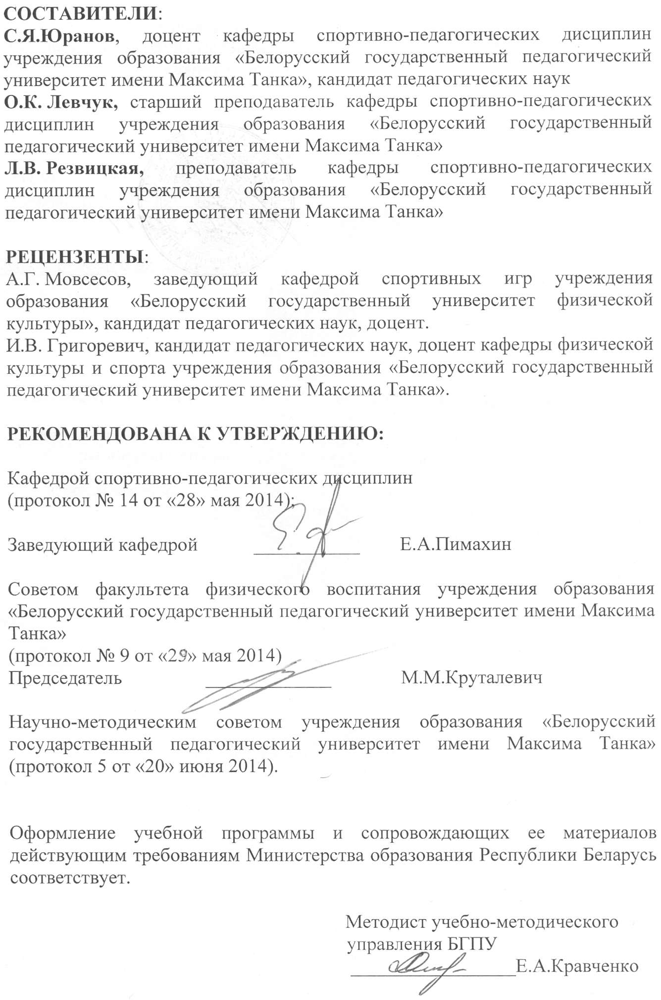 СОСТАВИТЕЛИ:
С.Я.Юранов, доцент кафедры спортивно-педагогических дисциплин
учреждения образования «Белорусский государственный педагогический
университет имени Максима Танка», кандидат педагогических наук
О.К. Левчук, старший преподаватель кафедры спортивно-педагогических
дисциплин учреждения образования «Белорусский государственный
педагогический университет имени Максима Танка»
Л.В. Резвицкая, преподаватель кафедры спортивно-педагогических
дисциплин учреждения образования «Белорусский государственный
педагогический университет имени Максима Танка»
РЕЦЕНЗЕНТЫ:
А.Г. Мовсесов, заведующий кафедрой спортивных игр учреждения
образования «Белорусский государственный университет физической
культуры», кандидат педагогических наук, доцент.
И.В. Григоревич, кандидат педагогических наук, доцент кафедры физической
культуры и спорта учреждения образования «Белорусский государственный
педагогический университет имени Максима Танка».
РЕКОМЕНДОВАНА К УТВЕРЖДЕНИЮ:
Кафедрой спортивно-педагогических дисциплин
(протокол № 14 от «28» мая 2014);
Заведующий кафедрой Е.А.Пимахин
Советом факультета физического воспитания учреждения образования
«Белорусский государственный педагогический университет имени Максима
Танка»
(протокол № 9 от «29» мая 2014)
Председатель М.М.Круталевич
Научно-методическим советом учреждения образования «Белорусский
государственный педагогический университет имени Максима Танка»
(протокол 5 от «20» июня 2014).
Оформление учебной программы и сопровождающих ее материалов
действующим требованиям Министерства образования Республики Беларусь
соответствует.
Методист учебно-методического
управления БГПУ
Е.А.Кравченко